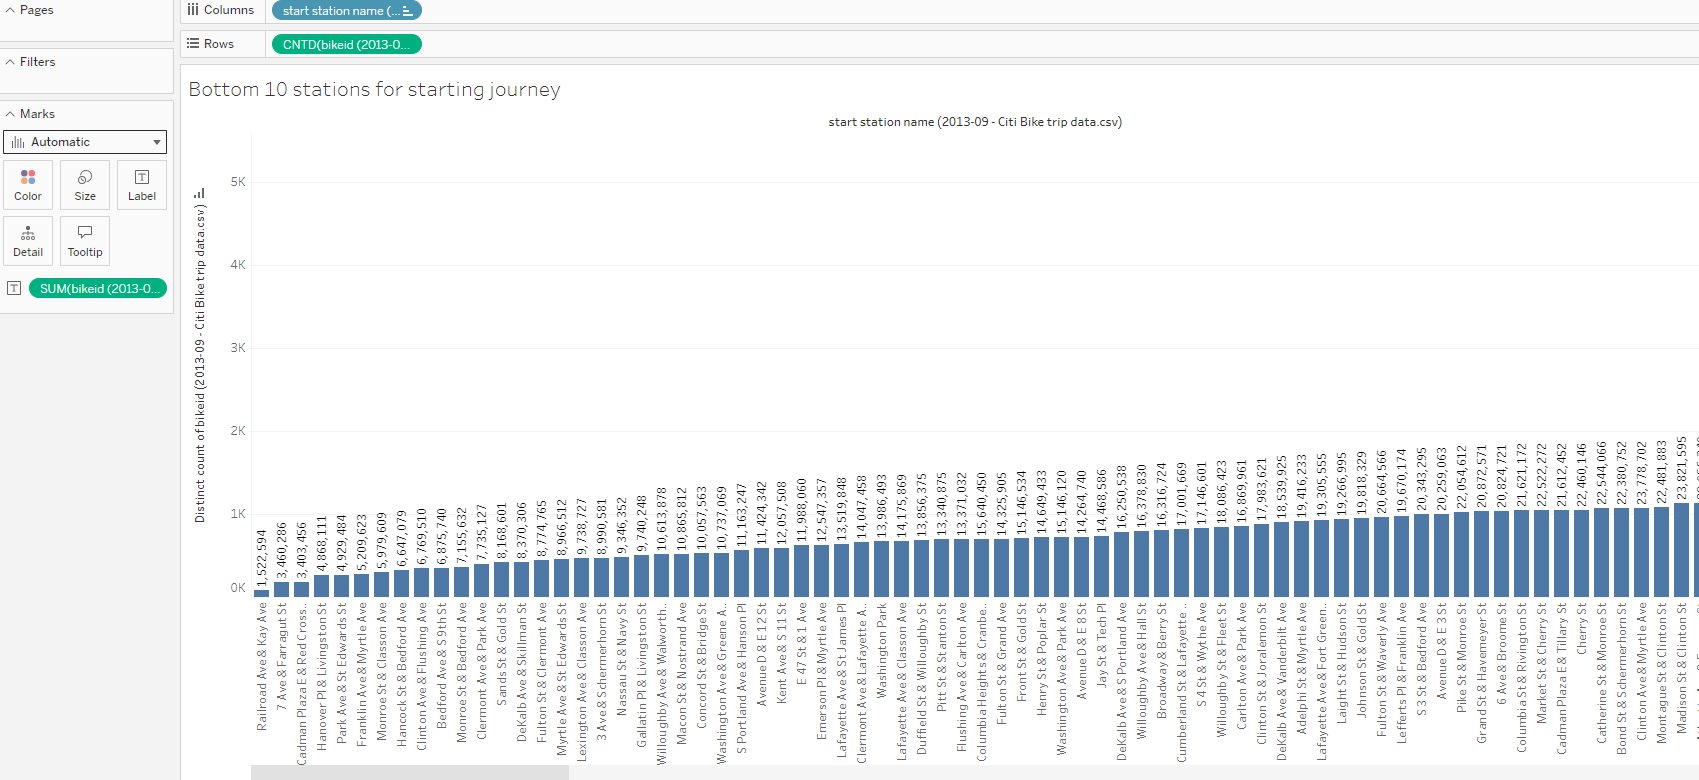 Pages
Columns
start station name (...
Rows
CNTD(bikeid (2013-0...
Filters
Marks
Automatic
Color
Size
Label
Detail
Tooltip
SUM(bikeid (2013-0...
Bottom 10 stations for starting journey
start station name (2013-09 - Citi Bike trip data.csv)
Distinct count of bikeid (2013-09 - Citi Bike trip data.csv)
5K
4K
3K
2K
1K
0K
1,522,594
3,460,286
3,403,456
4,868,111
4,929,484
5,209,623
5,979,609
6,647,079
6,769,510
6,875,740
7,155,632
7,735,127
8,168,601
8,370,306
8,774,765
8,966,512
9,738,727
8,990,581
9,346,352
9,740,248
10,613,878
10,865,812
10,057,563
10,737,069
11,163,247
11,424,342
12,057,508
11,988,060
12,547,357
13,519,848
14,047,458
13,986,493
14,175,869
13,856,375
13,340,875
13,371,032
15,640,450
14,325,905
15,146,534
14,649,433
15,146,120
14,264,740
14,468,586
16,250,538
16,378,830
16,316,724
17,001,669
17,146,601
18,086,423
16,869,961
17,983,621
18,539,925
19,416,233
19,305,555
19,266,995
19,818,329
20,664,566
19,670,174
20,343,295
20,259,063
22,054,612
20,872,571
20,824,721
21,621,172
22,522,272
21,612,452
22,460,146
22,544,066
22,380,752
23,778,702
22,481,883
23,821,595
Railroad Ave & Kay Ave
7 Ave & Farragut St
Cadman Plaza E & Red Cross..
Hanover Pl & Livingston St
Park Ave & St Edwards St
Franklin Ave & Myrtle Ave
Monroe St & Classon Ave
Hancock St & Bedford Ave
Clinton Ave & Flushing Ave
Bedford Ave & S 9th St
Monroe St & Bedford Ave
Clermont Ave & Park Ave
Sands St & Gold St
DeKalb Ave & Skillman St
Fulton St & Clermont Ave
Myrtle Ave & St Edwards St
Lexington Ave & Classon Ave
3 Ave & Schermerhorn St
Nassau St & Navy St
Gallatin Pl & Livingston St
Willoughby Ave & Walworth..
Macon St & Nostrand Ave
Concord St & Bridge St
Washington Ave & Greene A..
S Portland Ave & Hanson Pl
Avenue D & E 12 St
Kent Ave & S 11 St
E 47 St & 1 Ave
Emerson Pl & Myrtle Ave
Lafayette Ave & St James Pl
Clermont Ave & Lafayette A..
Washington Park
Lafayette Ave & Classon Ave
Duffield St & Willoughby St
Pitt St & Stanton St
Flushing Ave & Carlton Ave
Columbia Heights & Cranbe..
Fulton St & Grand Ave
Front St & Gold St
Henry St & Poplar St
Washington Ave & Park Ave
Avenue D & E 8 St
Jay St & Tech Pl
DeKalb Ave & S Portland Ave
Willoughby Ave & Hall St
Broadway & Berry St
Cumberland St & Lafayette ..
S 4 St & Wythe Ave
Willoughby St & Fleet St
Carlton Ave & Park Ave
Clinton St & Joralemon St
DeKalb Ave & Vanderbilt Ave
Adelphi St & Myrtle Ave
Lafayette Ave & Fort Green..
Laight St & Hudson St
Johnson St & Gold St
Fulton St & Waverly Ave
Lefferts Pl & Franklin Ave
S 3 St & Bedford Ave
Avenue D & E 3 St
Pike St & Monroe St
Grand St & Havemeyer St
6 Ave & Broome St
Columbia St & Rivington St
Market St & Cherry St
Cadman Plaza E & Tillary St
Cherry St
Catherine St & Monroe St
Bond St & Schermerhorn St
Clinton Ave & Myrtle Ave
Montague St & Clinton St
Madison St & Clinton St